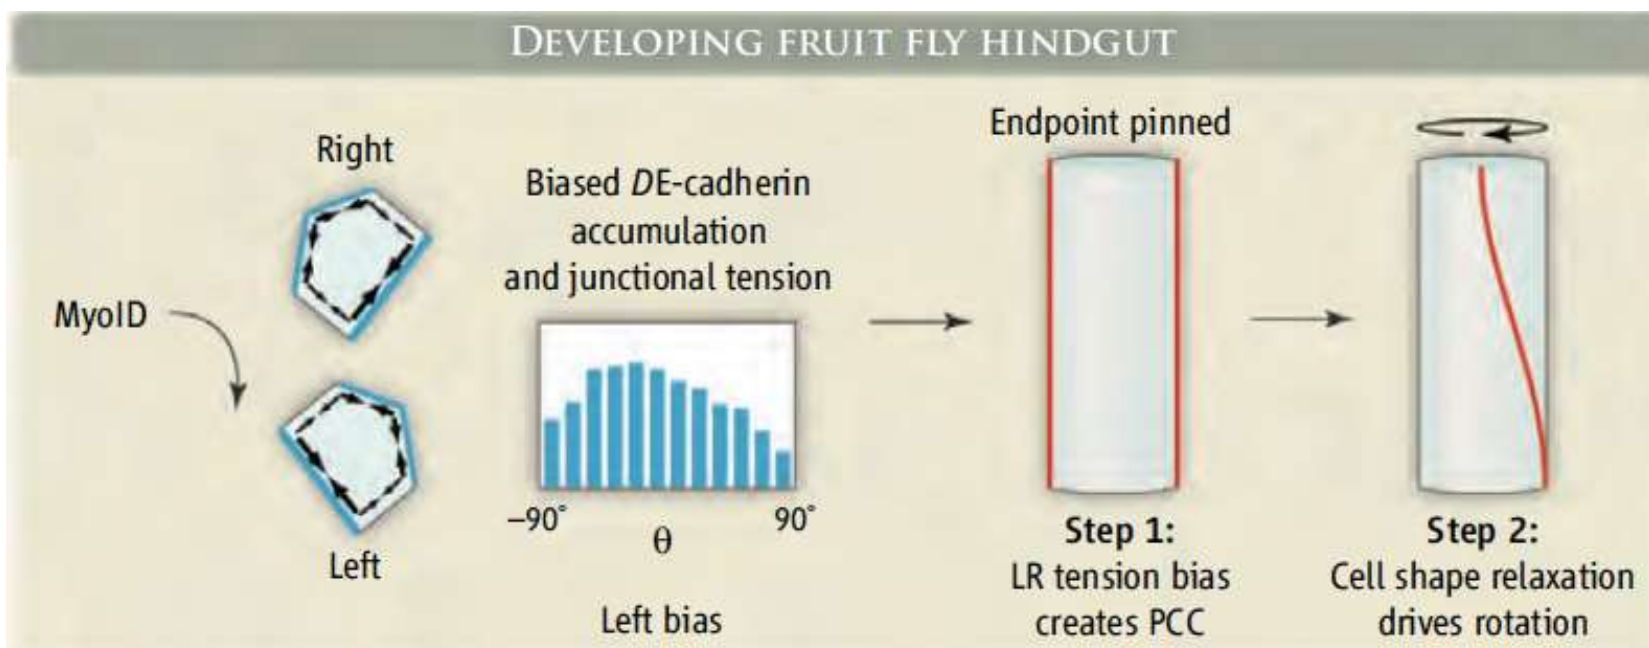 DEVELOPING FRUIT FLY HINDGUT
Right
MyoID
Left
Biased DE-cadherin
accumulation
and junctional tension
–90°
θ
90°
Left bias
Endpoint pinned
Step 1:
LR tension bias
creates PCC
Step 2:
Cell shape relaxation
drives rotation